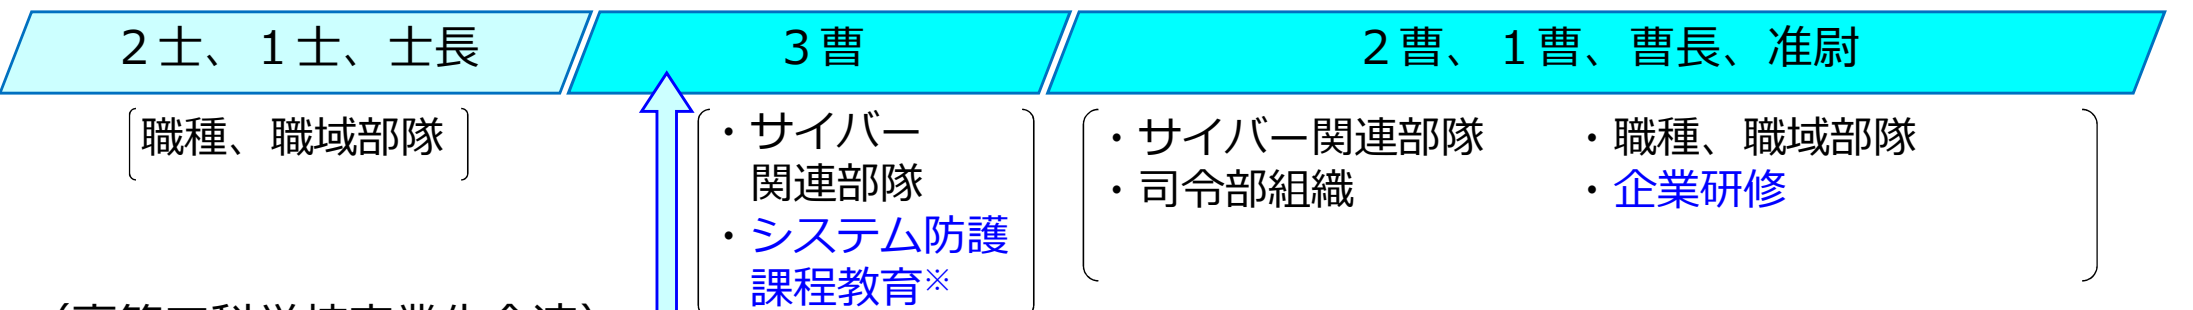 ２士、１士、士長
３曹
２曹、１曹、曹長、准尉
職種、職域部隊
・サイバー
関連部隊
・システム防護
課程教育※
・サイバー関連部隊
・職種、職域部隊
・司令部組織
・企業研修